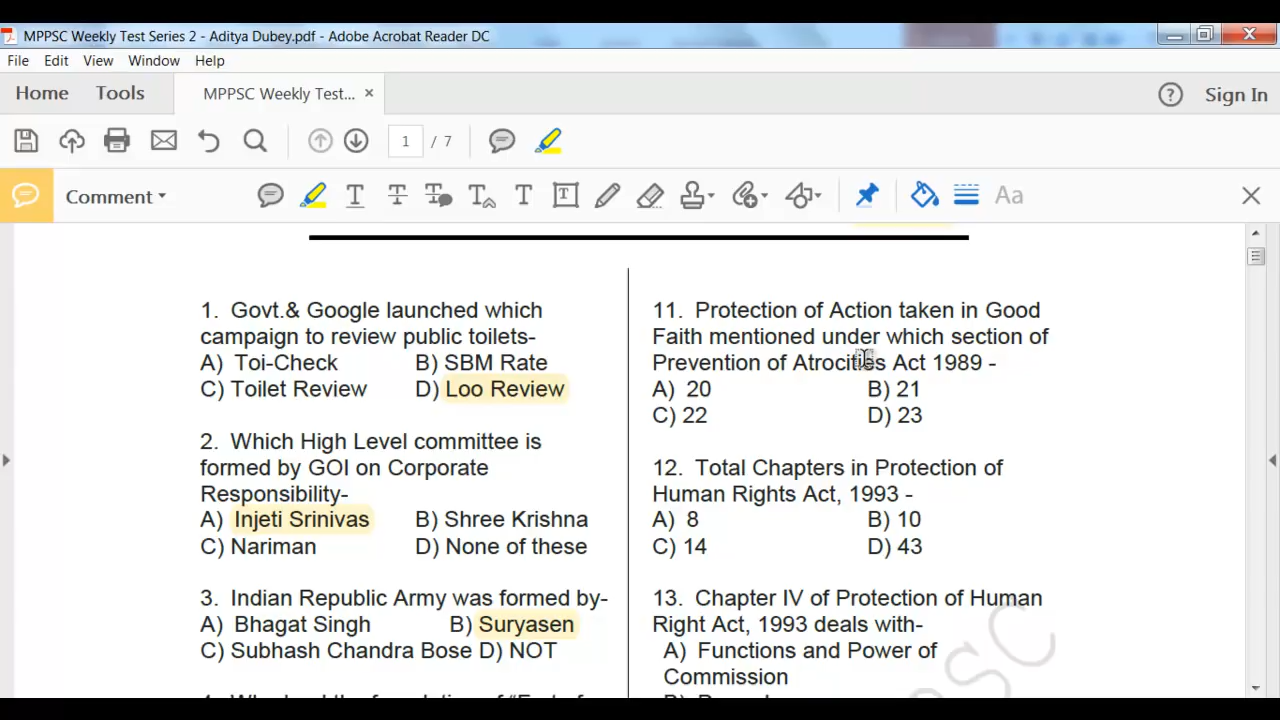 MPPSC Weekly Test Series 2 - Aditya Dubey.pdf - Adobe Acrobat Reader DC
File Edit View Window Help
Home Tools MPPSC Weekly Test... × ? Sign In
1 / 7
Comment Aa
1. Govt.& Google launched which
campaign to review public toilets-
A) Toi-Check B) SBM Rate
C) Toilet Review D) Loo Review
2. Which High Level committee is
formed by GOI on Corporate
Responsibility-
A) Injeti Srinivas B) Shree Krishna
C) Nariman D) None of these
3. Indian Republic Army was formed by-
A) Bhagat Singh B) Suryasen
C) Subhash Chandra Bose D) NOT
11. Protection of Action taken in Good
Faith mentioned under which section of
Prevention of Atrocities Act 1989 -
A) 20 B) 21
C) 22 D) 23
12. Total Chapters in Protection of
Human Rights Act, 1993 -
A) 8 B) 10
C) 14 D) 43
13. Chapter IV of Protection of Human
Right Act, 1993 deals with-
A) Functions and Power of
Commission